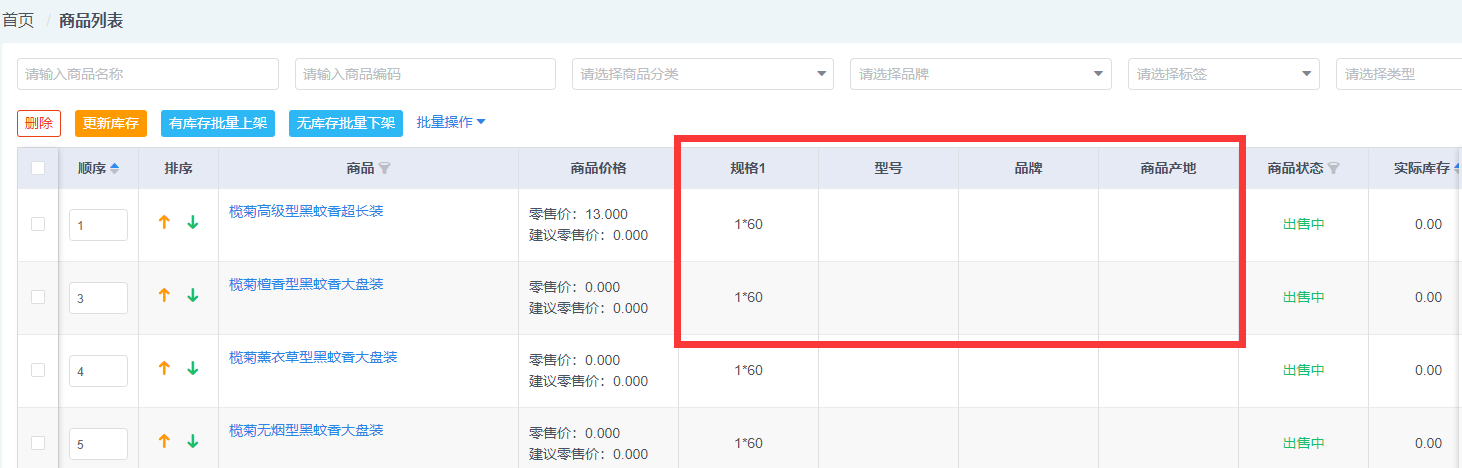 首页 / 商品列表
请输入商品名称 请输入商品编码 请选择商品分类 请选择品牌 请选择标签 请选择类型
删除 更新库存 有库存批量上架 无库存批量下架 批量操作
顺序 排序 商品 商品价格 规格1 型号 品牌 商品产地 商品状态 实际库存
1 榄菊高级型黑蚊香超长装 零售价：13.000 1*60 出售中 0.00
建议零售价：0.000
3 榄菊檀香型黑蚊香大盘装 零售价：0.000 1*60 出售中 0.00
建议零售价：0.000
4 榄菊薰衣草型黑蚊香大盘装 零售价：0.000 1*60 出售中 0.00
建议零售价：0.000
5 榄菊无烟型黑蚊香大盘装 零售价：0.000 1*60 出售中 0.00
建议零售价：0.000